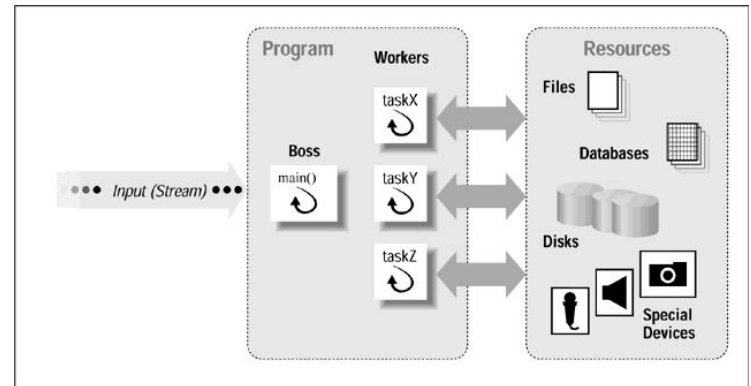 Program
Workers
taskX
Boss
main()
taskY
taskZ
Input (Stream)
Resources
Files
Databases
Disks
Special
Devices